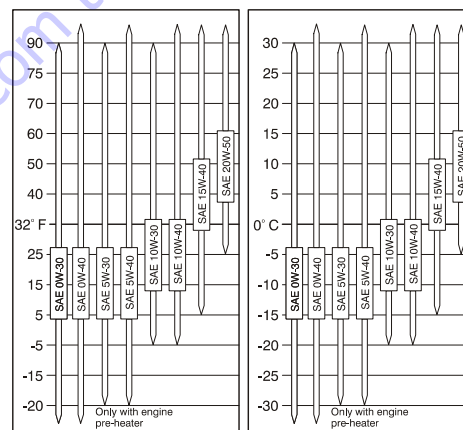 90
75
70
60
50
40
32° F
25
15
5
-5
-15
-20
SAE 0W-30
SAE 0W-40
SAE 5W-30
SAE 5W-40
SAE 10W-30
SAE 10W-40
SAE 15W-40
SAE 20W-50
Only with engine
pre-heater
30
25
20
15
10
5
0° C
-5
-10
-15
-20
-25
-30
SAE 0W-30
SAE 0W-40
SAE 5W-30
SAE 5W-40
SAE 10W-30
SAE 10W-40
SAE 15W-40
SAE 20W-50
Only with engine
pre-heater
com